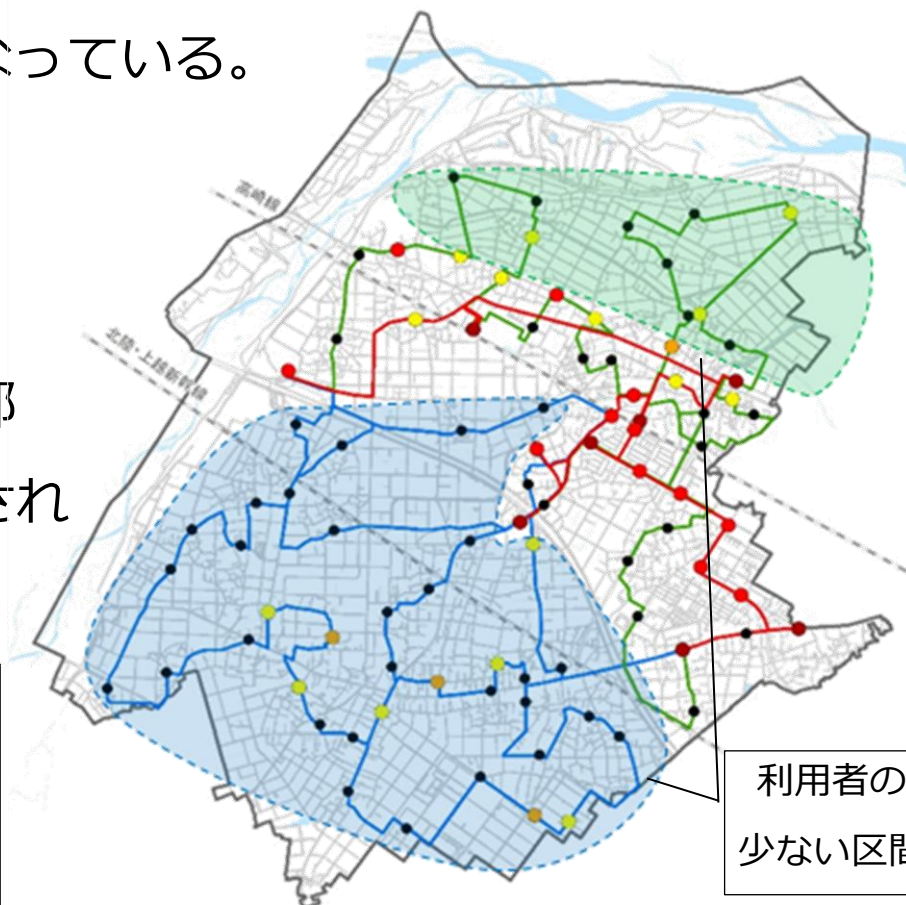 なっている。
高崎線
北陸・上越新幹線
部
され
利用者の
少ない区間